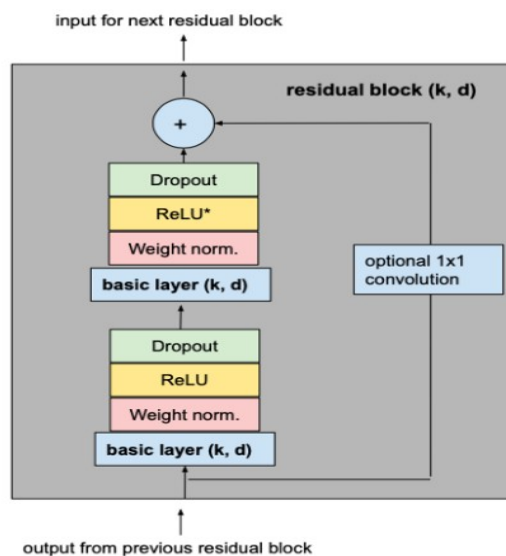 input for next residual block
residual block (k, d)
+
Dropout
ReLU*
Weight norm.
basic layer (k, d)
optional 1x1
convolution
Dropout
ReLU
Weight norm.
basic layer (k, d)
output from previous residual block